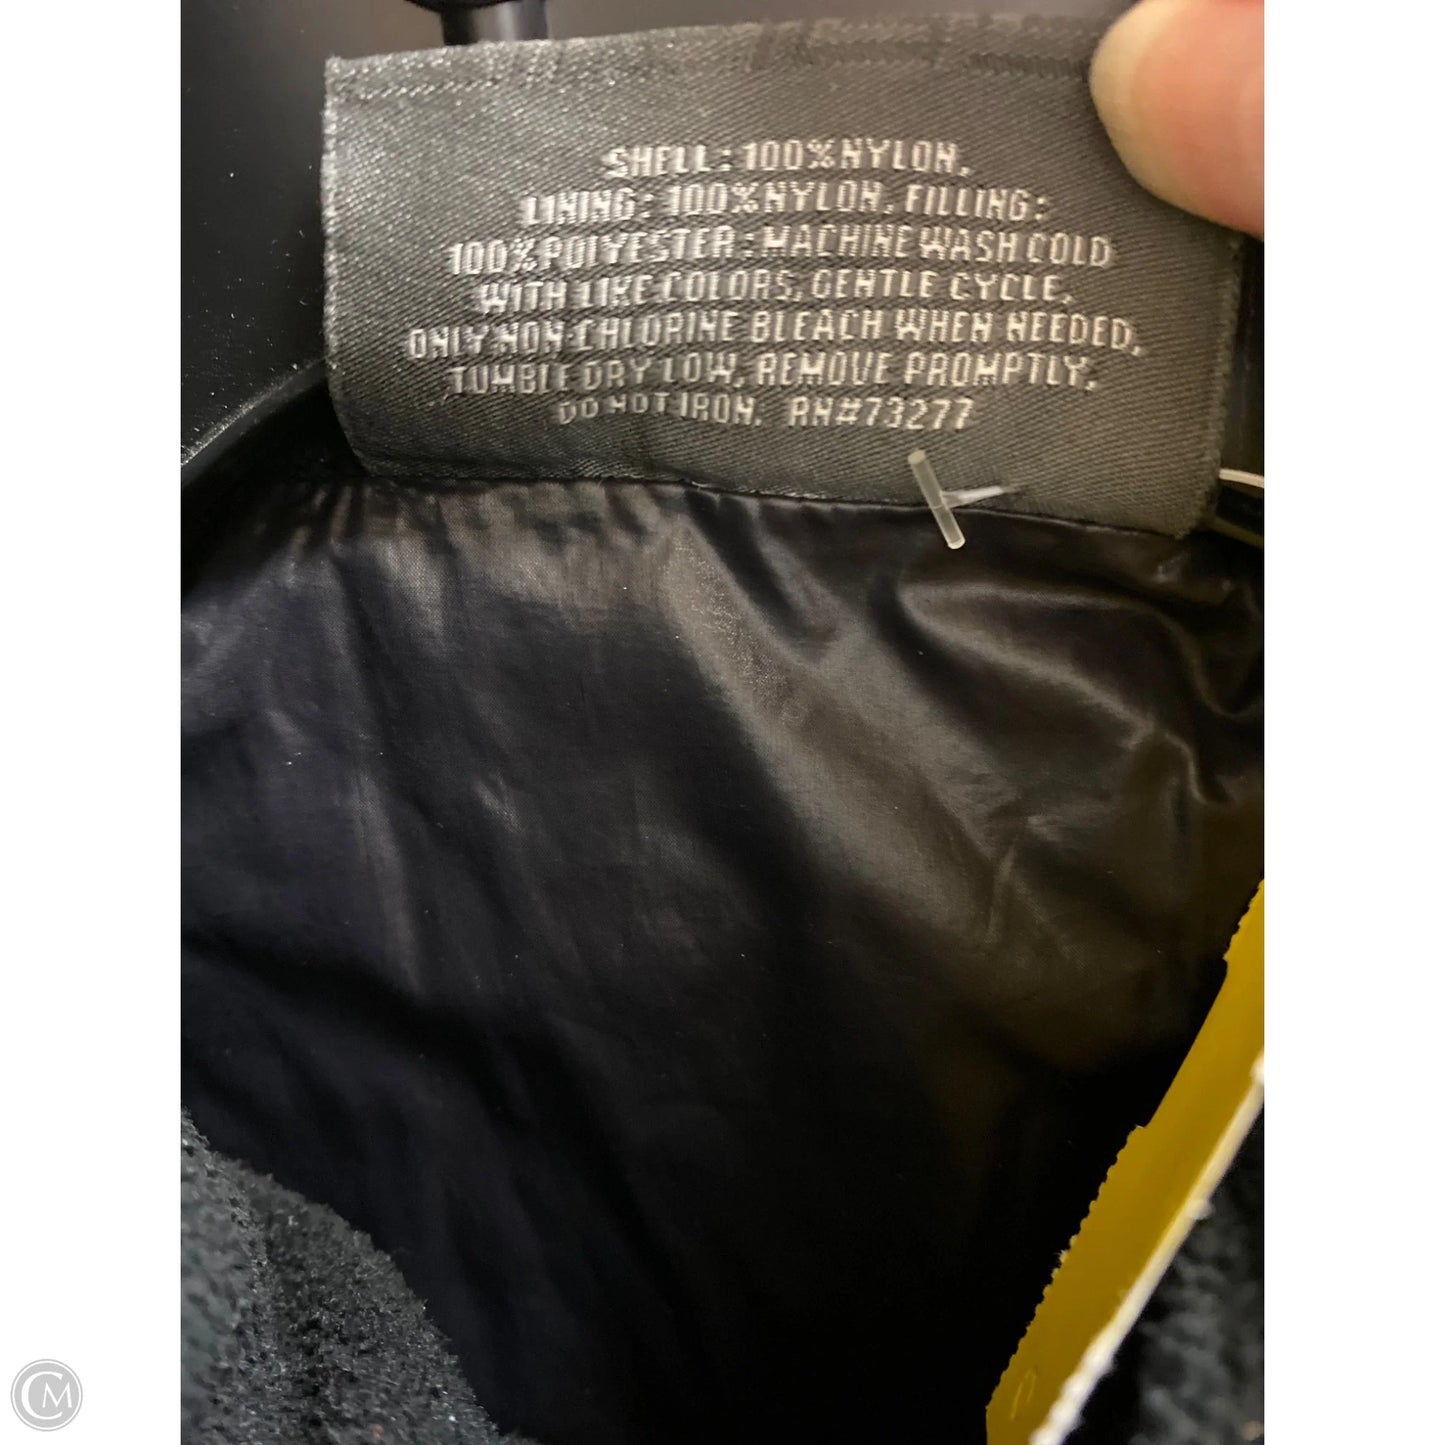 SHELL: 100% NYLON.
LINING: 100% NYLON. FILLING:
100% POLYESTER: MACHINE WASH COLD
WITH LIKE COLORS, GENTLE CYCLE,
ONLY NON-CHLORINE BLEACH WHEN NEEDED,
TUMBLE DRY LOW, REMOVE PROMPTLY,
DO NOT IRON. RN#73277
CM